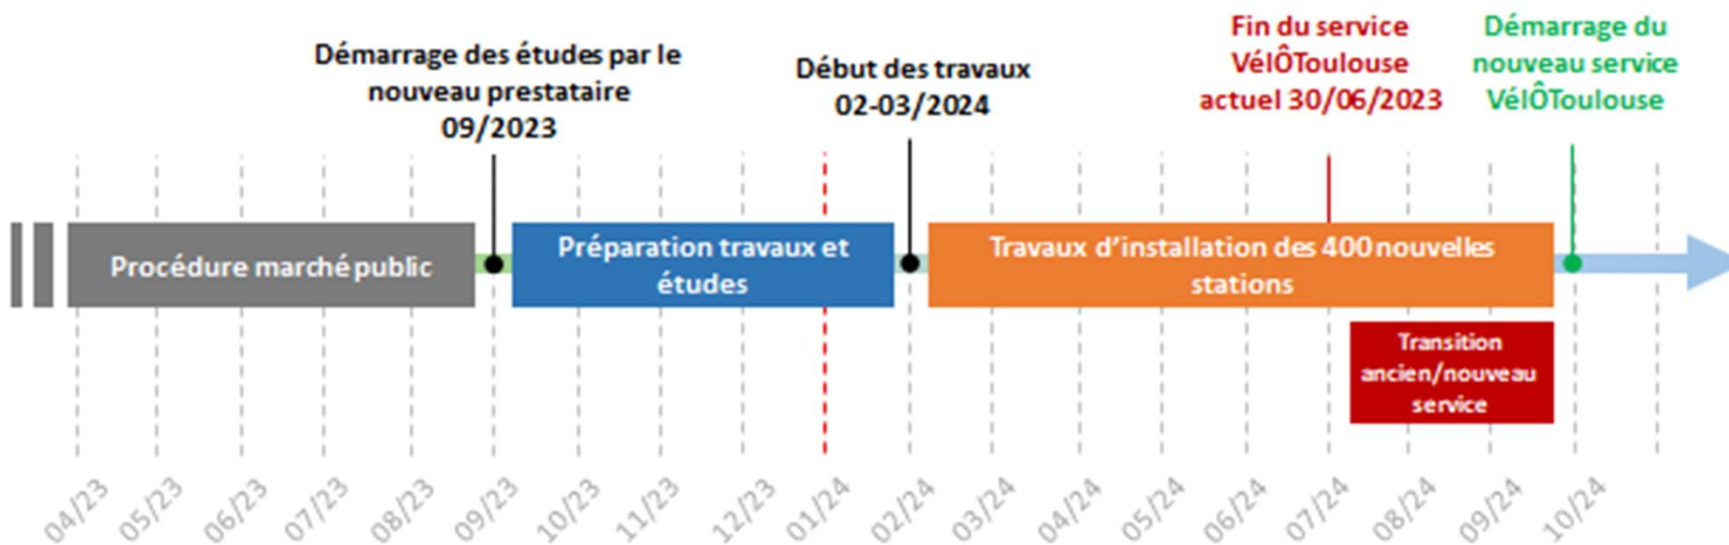 Démarrage des études par le
nouveau prestataire
09/2023
Début des travaux
02-03/2024
Fin du service
VélÔToulouse
actuel 30/06/2023
Démarrage du
nouveau service
VélÔToulouse
Procédure marché public
Préparation travaux et
études
Travaux d'installation des 400 nouvelles
stations
Transition
ancien/nouveau
service
04/23
05/23
06/23
07/23
08/23
09/23
10/23
11/23
12/23
01/24
02/24
03/24
04/24
05/24
06/24
07/24
08/24
09/24
10/24